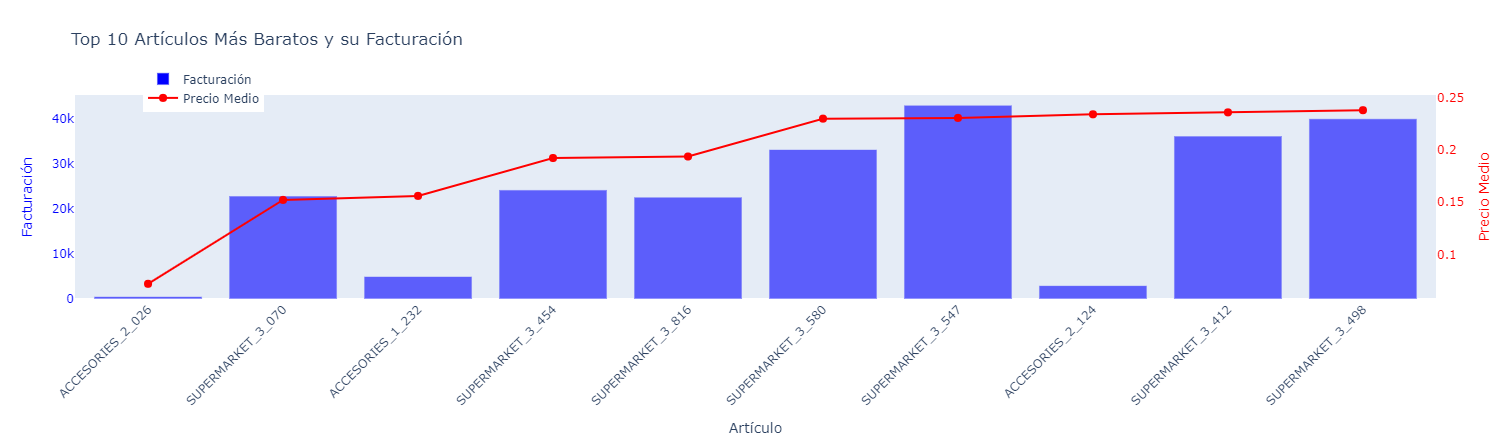 Top 10 Artículos Más Baratos y su Facturación
Facturación
Precio Medio
Facturación
40k
30k
20k
10k
0
0.25
0.2
0.15
0.1
Precio Medio
ACCESORIES_2_026
SUPERMARKET_3_070
ACCESORIES_1_232
SUPERMARKET_3_454
SUPERMARKET_3_816
SUPERMARKET_3_580
SUPERMARKET_3_547
ACCESORIES_2_124
SUPERMARKET_3_412
SUPERMARKET_3_498
Artículo